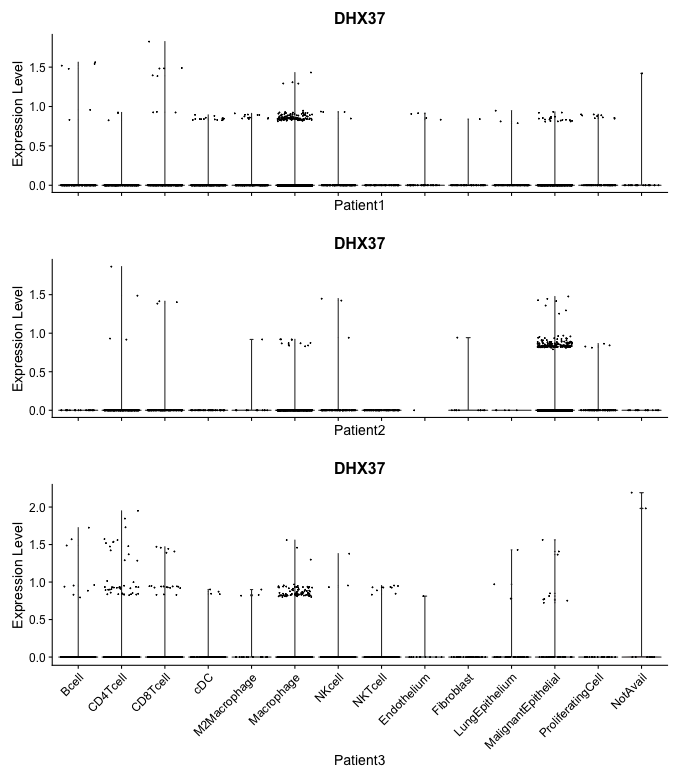 DHX37
Expression Level
1.5
1.0
0.5
0.0
Patient1
DHX37
Expression Level
1.5
1.0
0.5
0.0
Patient2
DHX37
Expression Level
2.0
1.5
1.0
0.5
0.0
Bcell
CD4Tcell
CD8Tcell
cDC
M2Macrophage
Macrophage
NKcell
NKTcell
Endothelium
Fibroblast
LungEpithelium
MalignantEpithelial
ProliferatingCell
NotAvail
Patient3